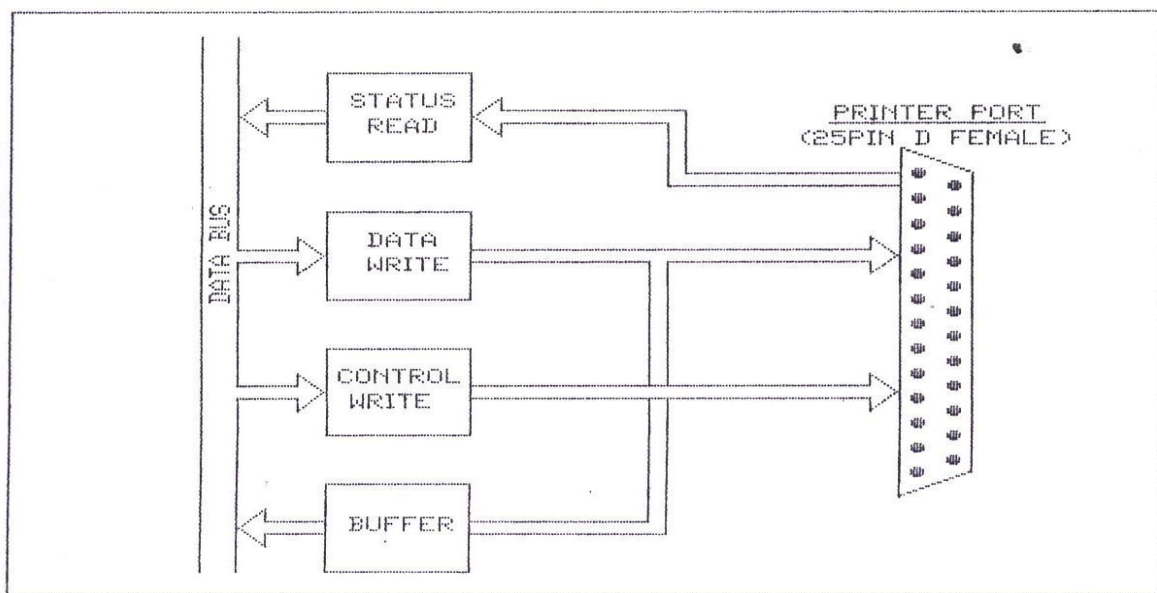 STATUS
READ
PRINTER PORT
(25PIN D FEMALE)
DATA BUS
DATA
WRITE
CONTROL
WRITE
BUFFER